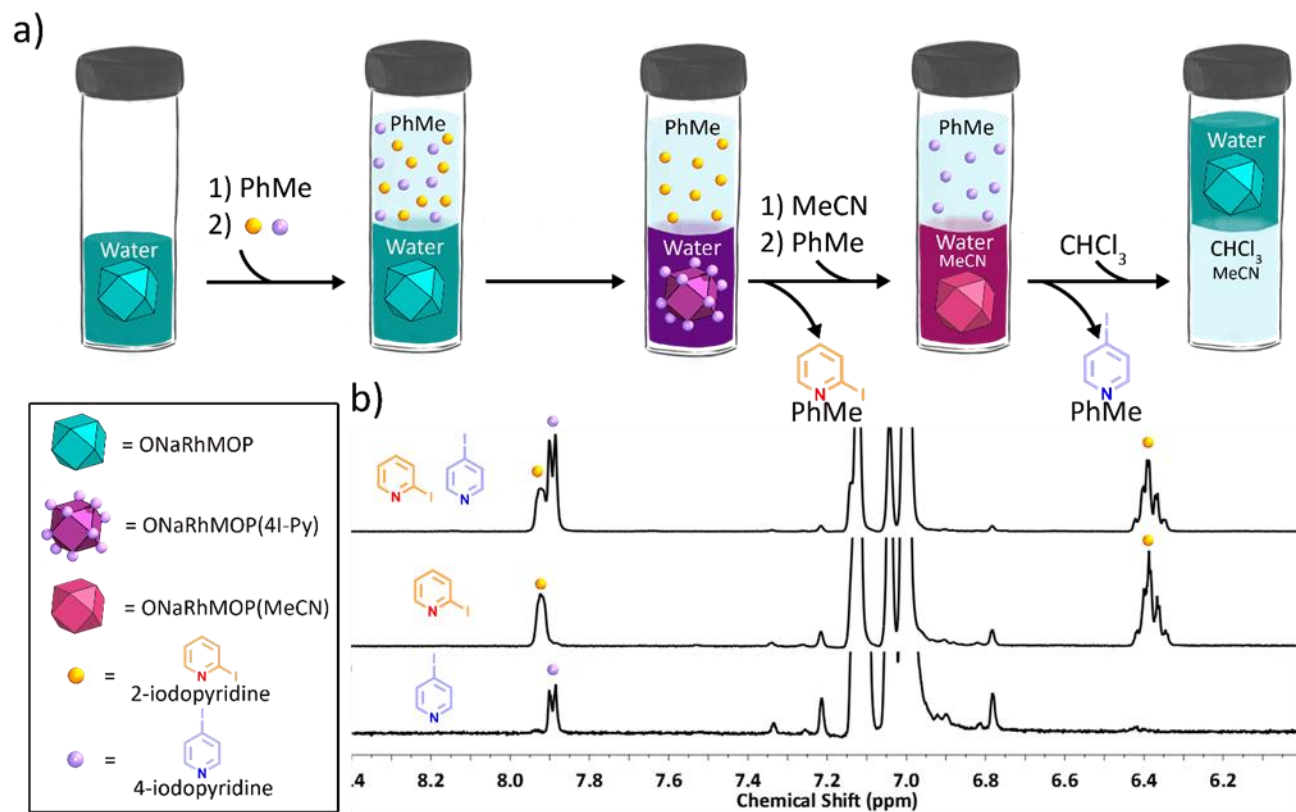 a)
PhMe
PhMe
PhMe
Water
1) PhMe
2)
1) MeCN
2) PhMe
CHCl3
Water
Water
Water
Water
MeCN
CHCl3
MeCN
N
I
PhMe
I
N
PhMe
b)
= ONaRhMOP
= ONaRhMOP(4I-Py)
= ONaRhMOP(MeCN)
=
N
I
2-iodopyridine
=
I
N
4-iodopyridine
N
I
I
N
N
I
I
N
.4 8.2 8.0 7.8 7.6 7.4 7.2 7.0 6.8 6.6 6.4 6.2
Chemical Shift (ppm)